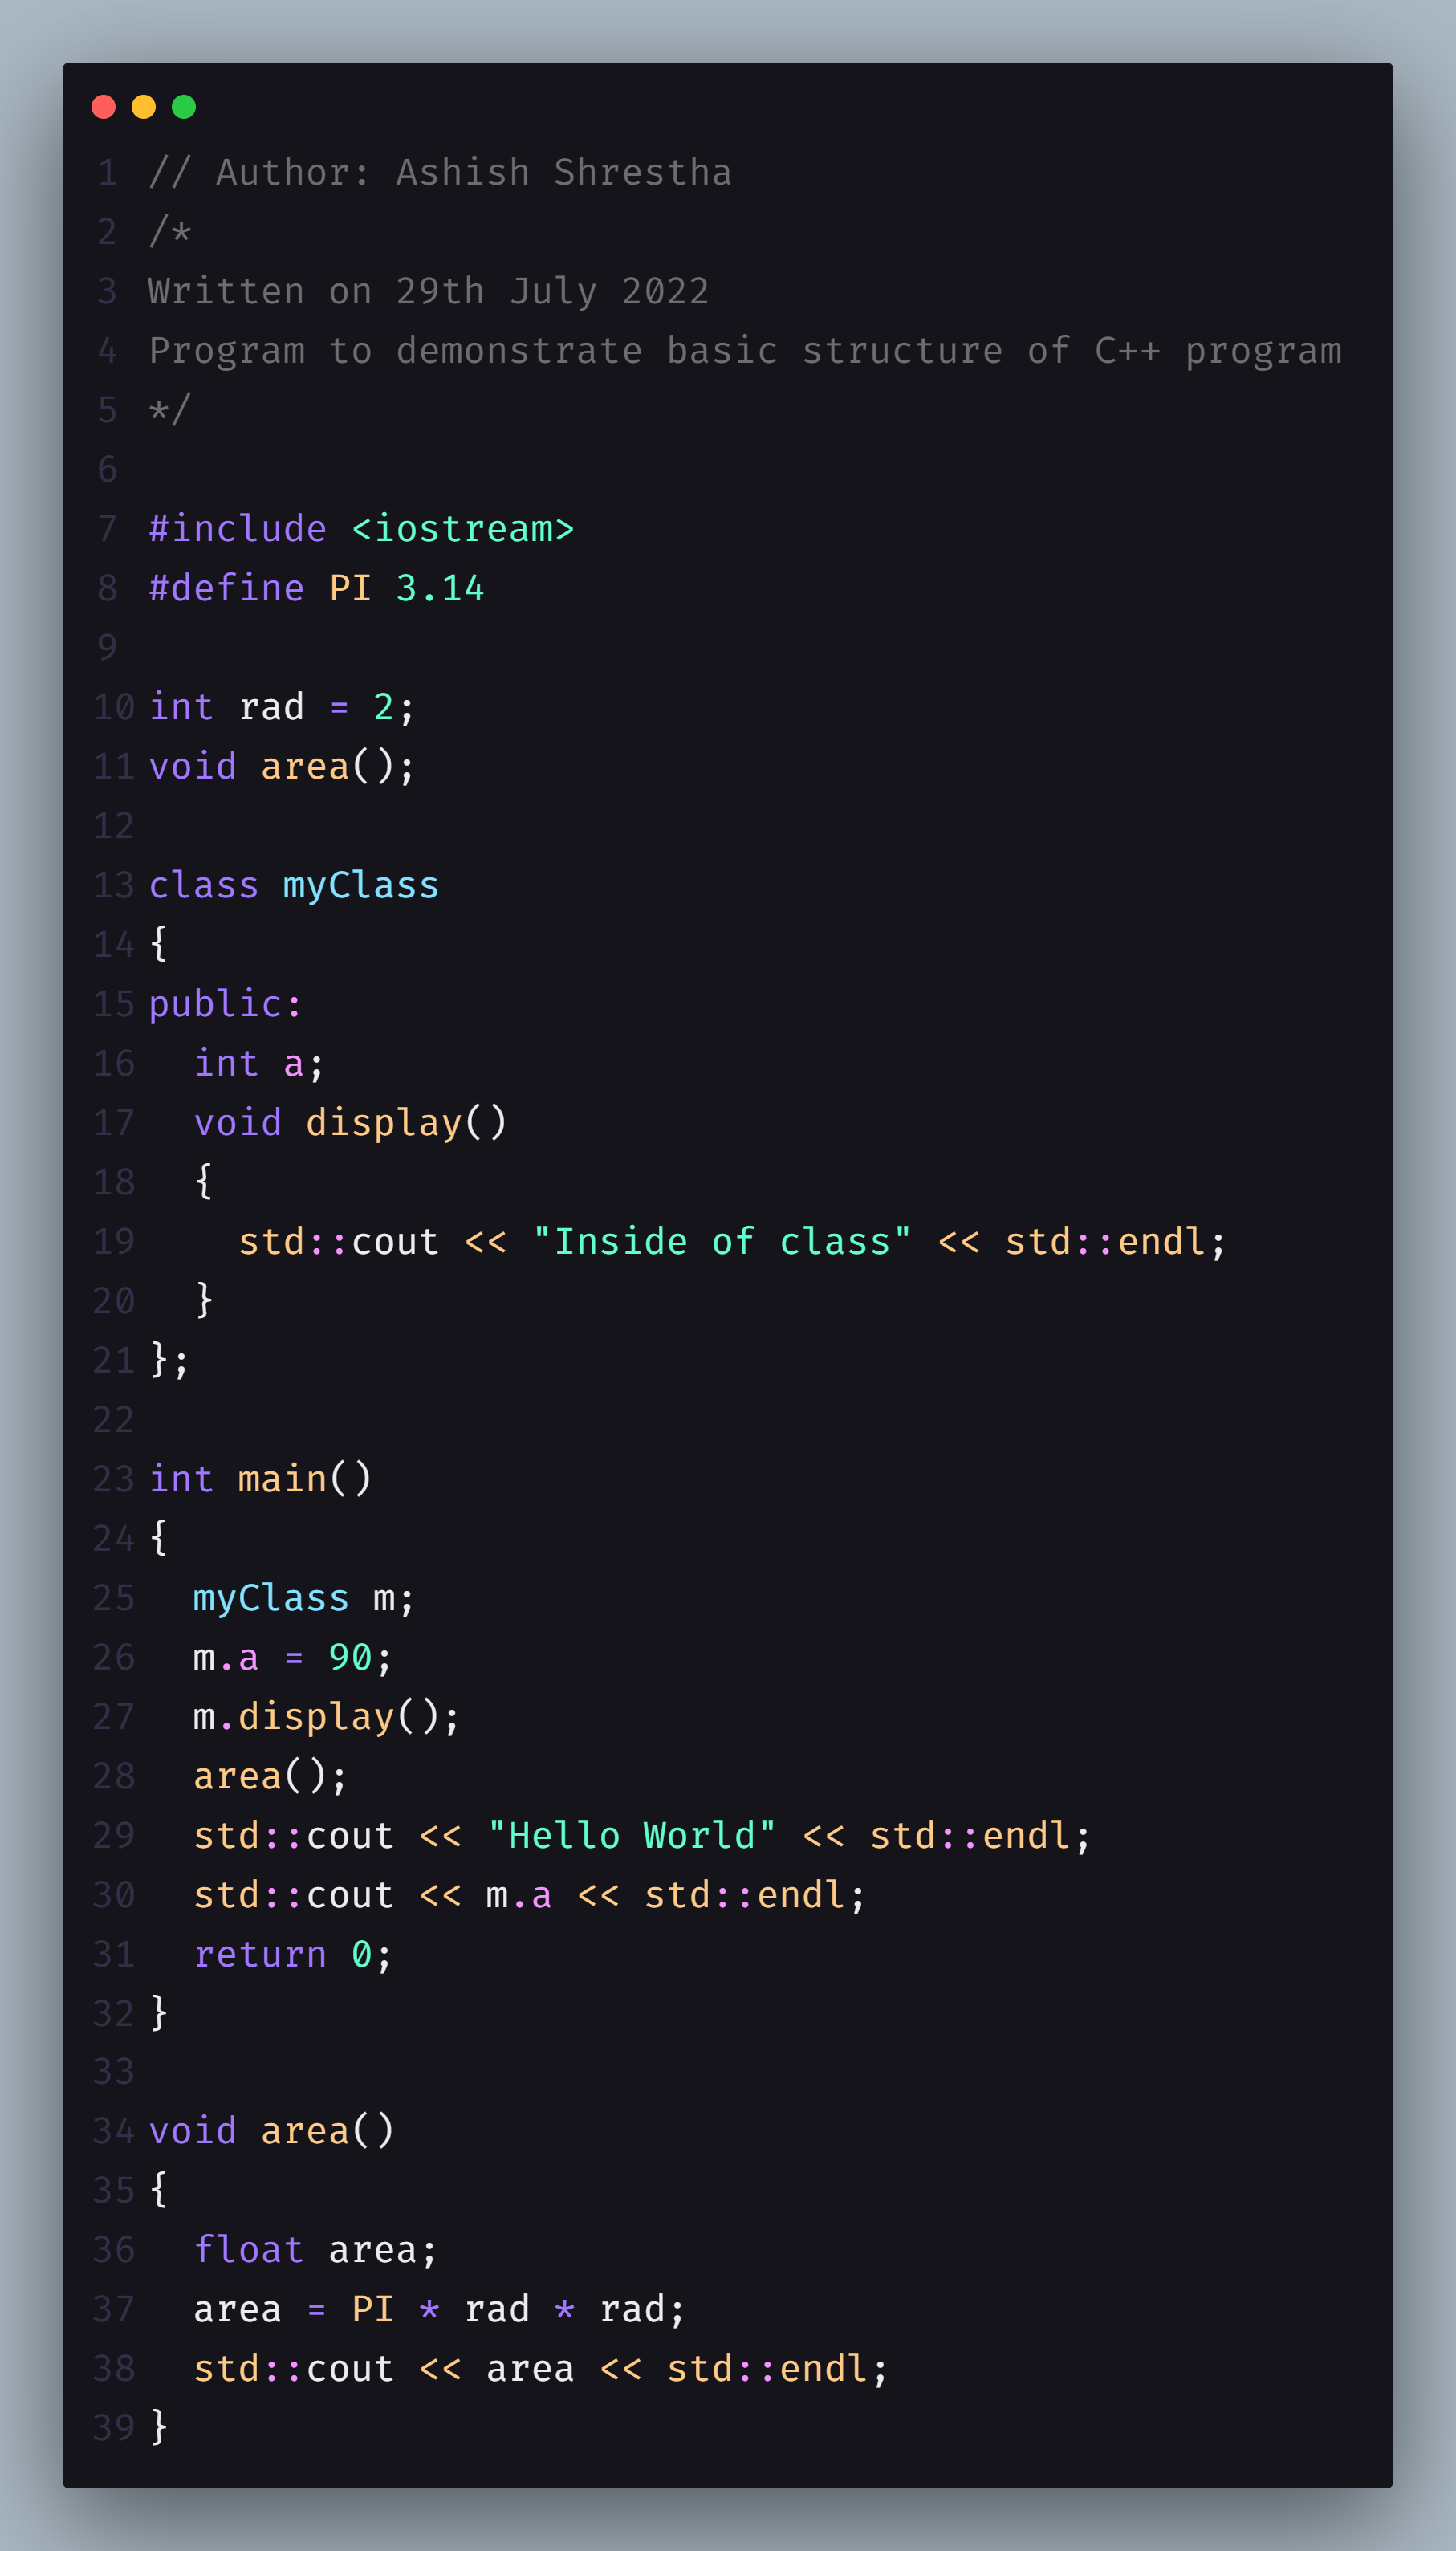 1 // Author: Ashish Shrestha
2 /*
3 Written on 29th July 2022
4 Program to demonstrate basic structure of C++ program
5 */
6
7 #include <iostream>
8 #define PI 3.14
9
10 int rad = 2;
11 void area();
12
13 class myClass
14 {
15 public:
16   int a;
17   void display()
18   {
19     std::cout << "Inside of class" << std::endl;
20   }
21 };
22
23 int main()
24 {
25   myClass m;
26   m.a = 90;
27   m.display();
28   area();
29   std::cout << "Hello World" << std::endl;
30   std::cout << m.a << std::endl;
31   return 0;
32 }
33
34 void area()
35 {
36   float area;
37   area = PI * rad * rad;
38   std::cout << area << std::endl;
39 }